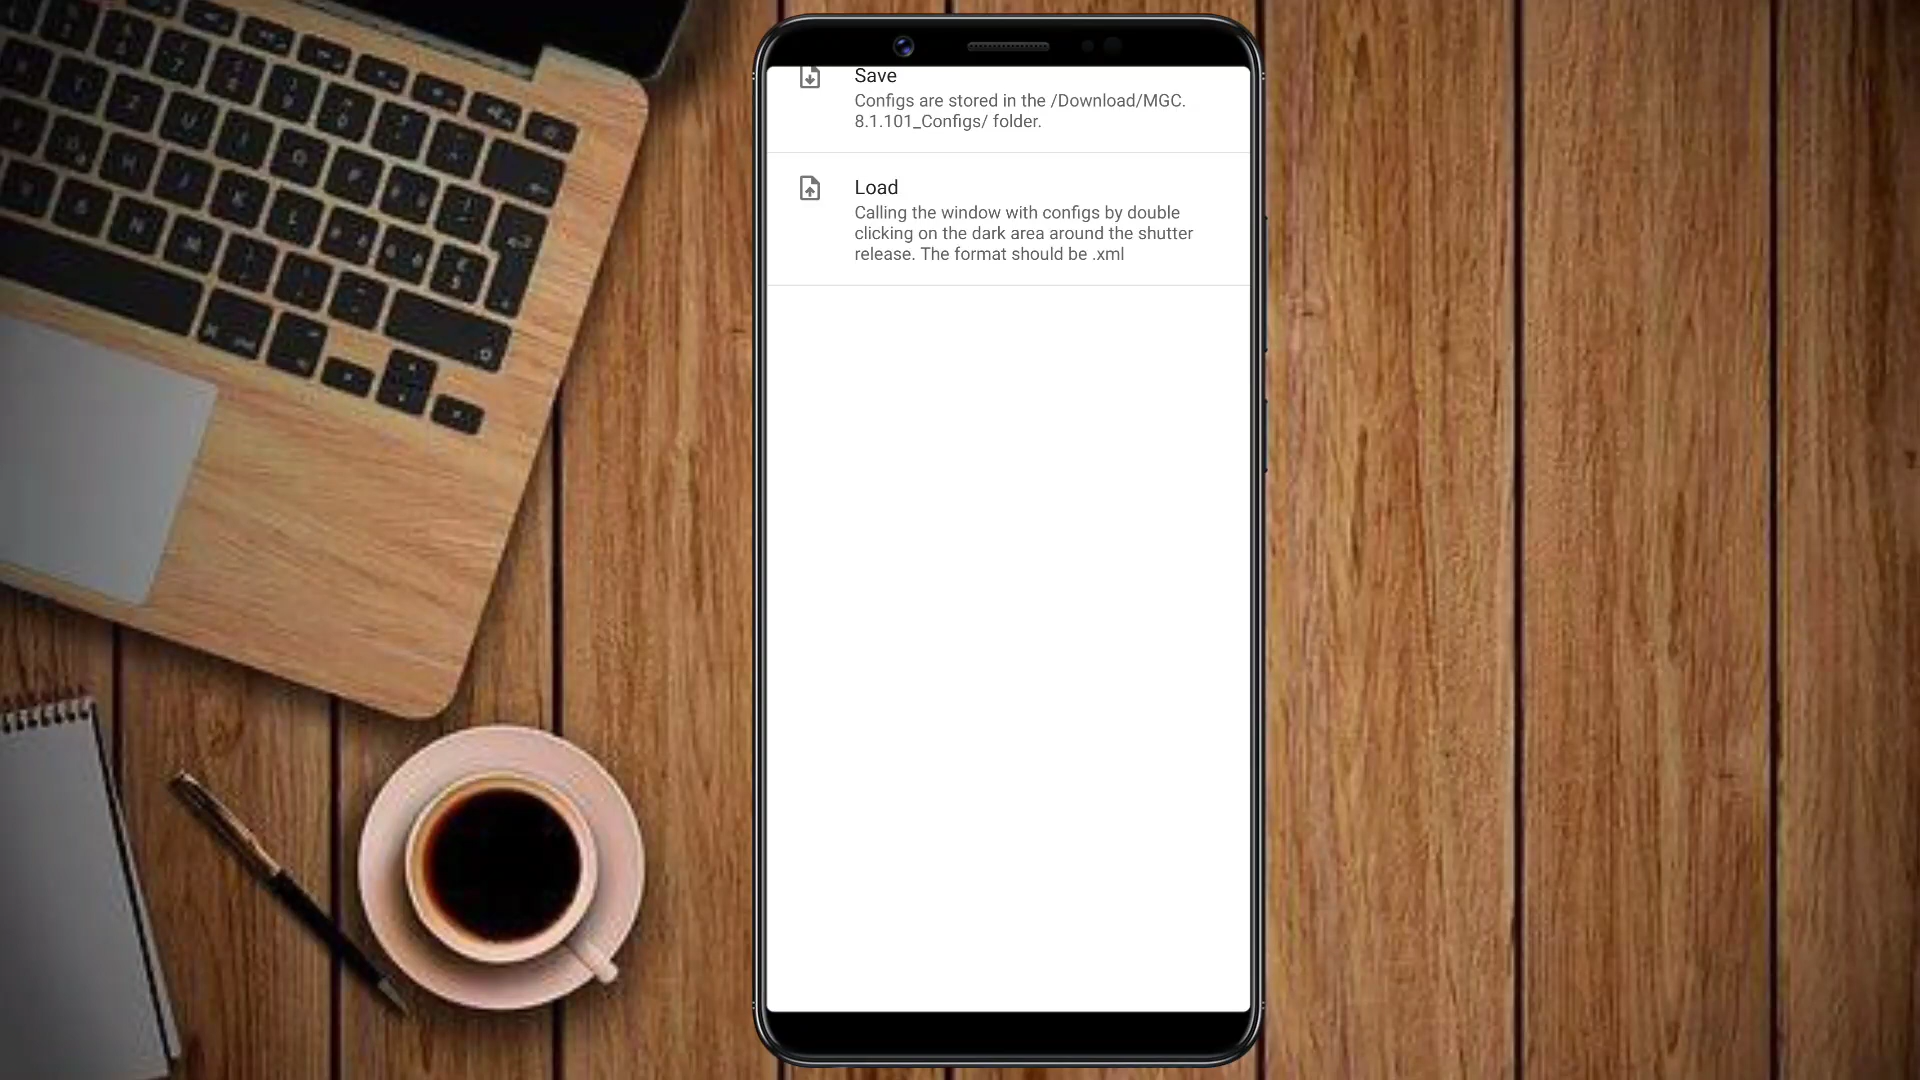 Save
Configs are stored in the /Download/MGC.
8.1.101_Configs/ folder.
Load
Calling the window with configs by double
clicking on the dark area around the shutter
release. The format should be .xml